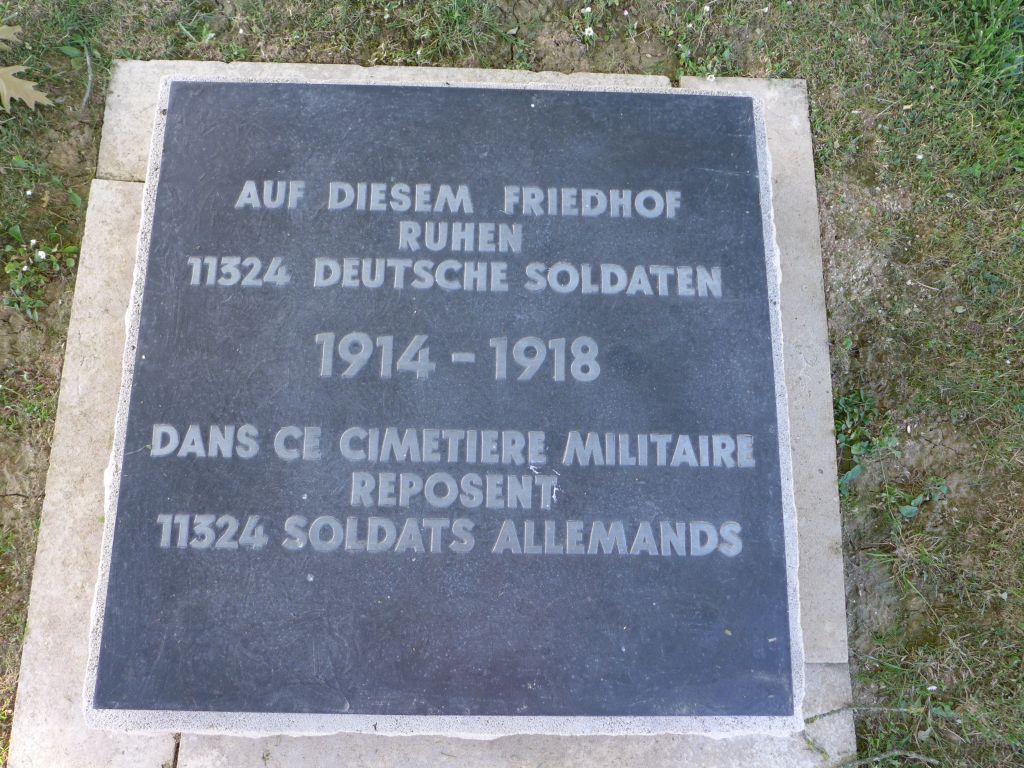 AUF DIESEM FRIEDHOF
RUHEN
11324 DEUTSCHE SOLDATEN
1914 - 1918
DANS CE CIMETIERE MILITAIRE
REPOSENT
11324 SOLDATS ALLEMANDS